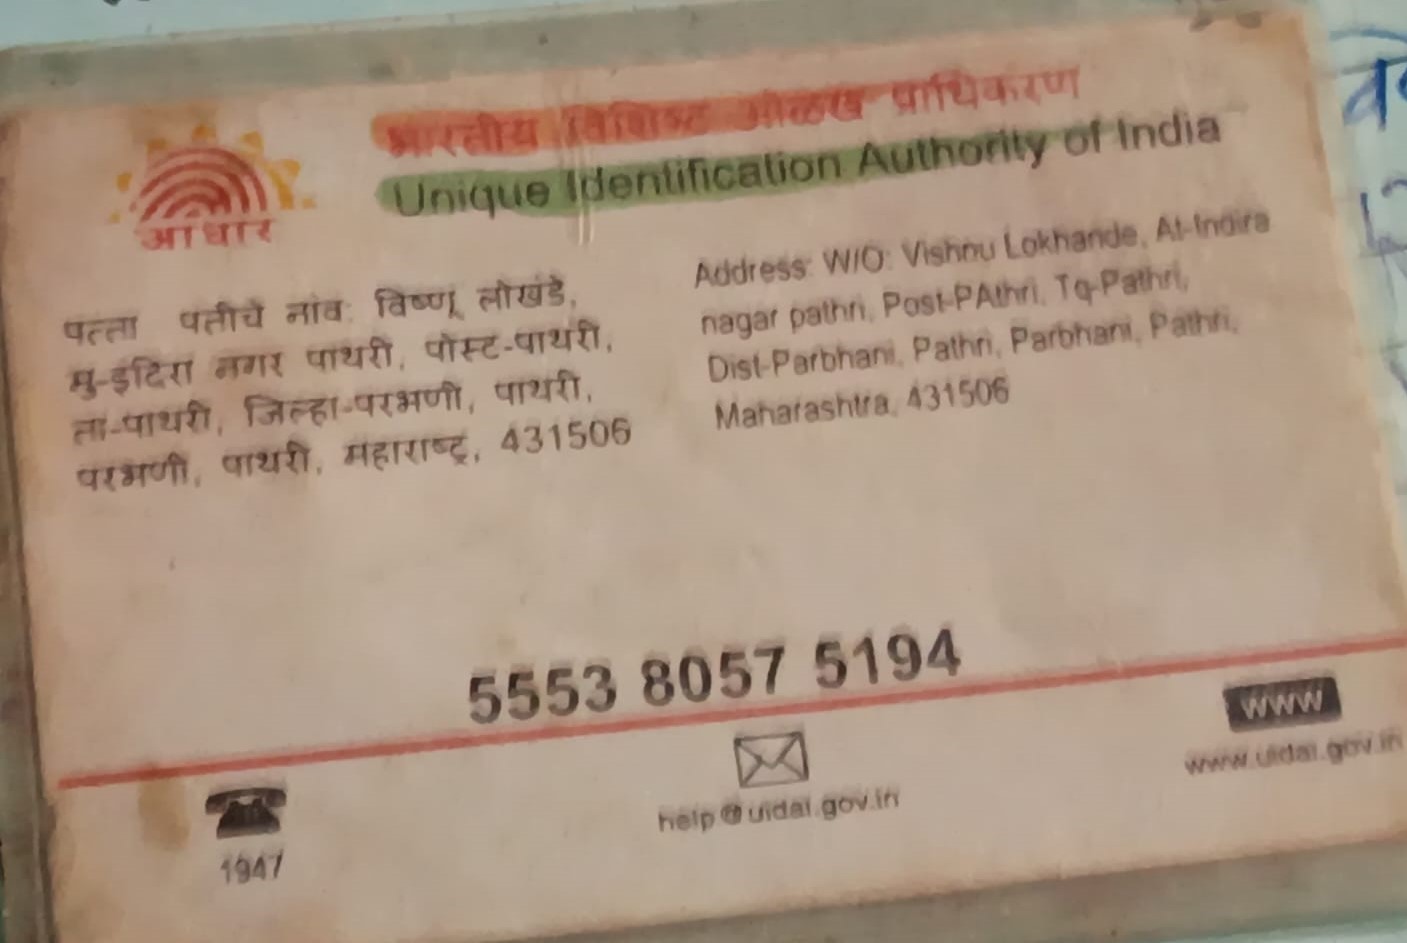 भारतीय विशिष्ट ओळख प्राधिकरण
Unique Identification Authority of India
आधार
पत्ता पतीचे नांव: विष्णू लोखंडे,
मु-इंदिरा नगर पाथरी, पोस्ट-पाथरी,
ता-पाथरी, जिल्हा-परभणी, पाथरी,
परभणी, पाथरी, महाराष्ट्र, 431506
Address: W/O: Vishnu Lokhande, At-Indira
nagar pathri, Post-PAthri, Tq-Pathri,
Dist-Parbhani, Pathri, Parbhani, Pathri,
Maharashtra, 431506
5553 8057 5194
1947
help@uidai.gov.in
WWW
www.uidai.gov.in